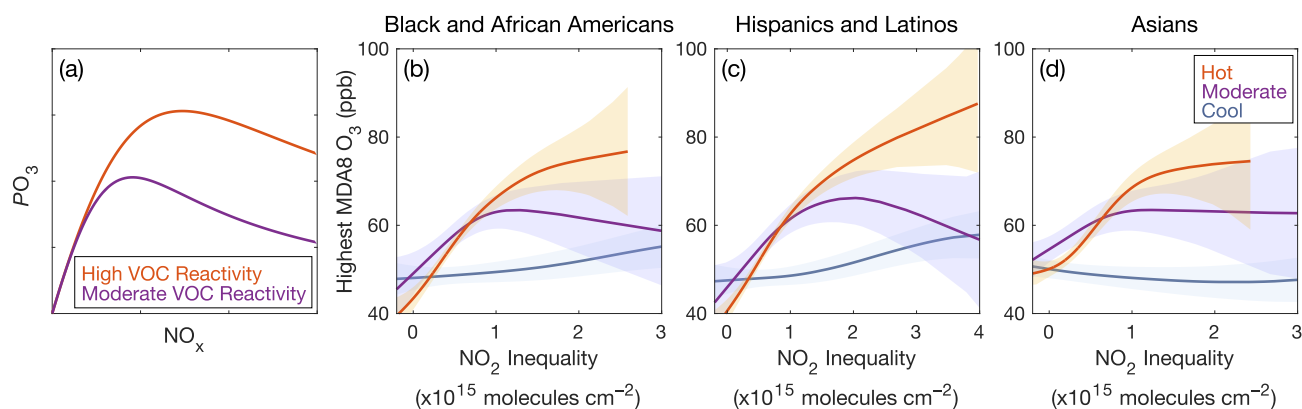 Black and African Americans
Hispanics and Latinos
Asians
(a)
PO3
NOx
High VOC Reactivity
Moderate VOC Reactivity
(b)
Highest MDA8 O3 (ppb)
100
80
60
40
0
1
2
3
NO2 Inequality
(x10^15 molecules cm^−2)
(c)
100
80
60
40
0
1
2
3
4
NO2 Inequality
(x10^15 molecules cm^−2)
(d)
Hot
Moderate
Cool
100
80
60
40
0
1
2
3
NO2 Inequality
(x10^15 molecules cm^−2)